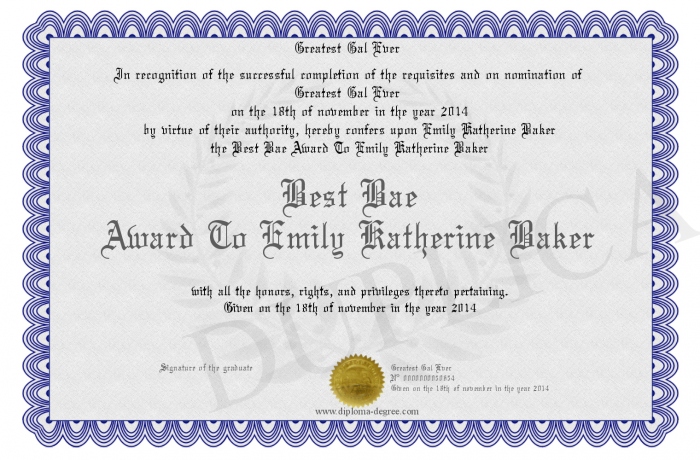 Greatest Gal Ever
In recognition of the successful completion of the requisites and on nomination of
Greatest Gal Ever
on the 18th of november in the year 2014
by virtue of their authority, hereby confers upon Emily Katherine Baker
the Best Bae Award To Emily Katherine Baker
Best Bae
Award To Emily Katherine Baker
DUPLICA
with all the honors, rights, and privileges thereto pertaining.
Given on the 18th of november in the year 2014
Signature of the graduate
Greatest Gal Ever
Given on the 18th of november in the year 2014
www.diploma-degree.com